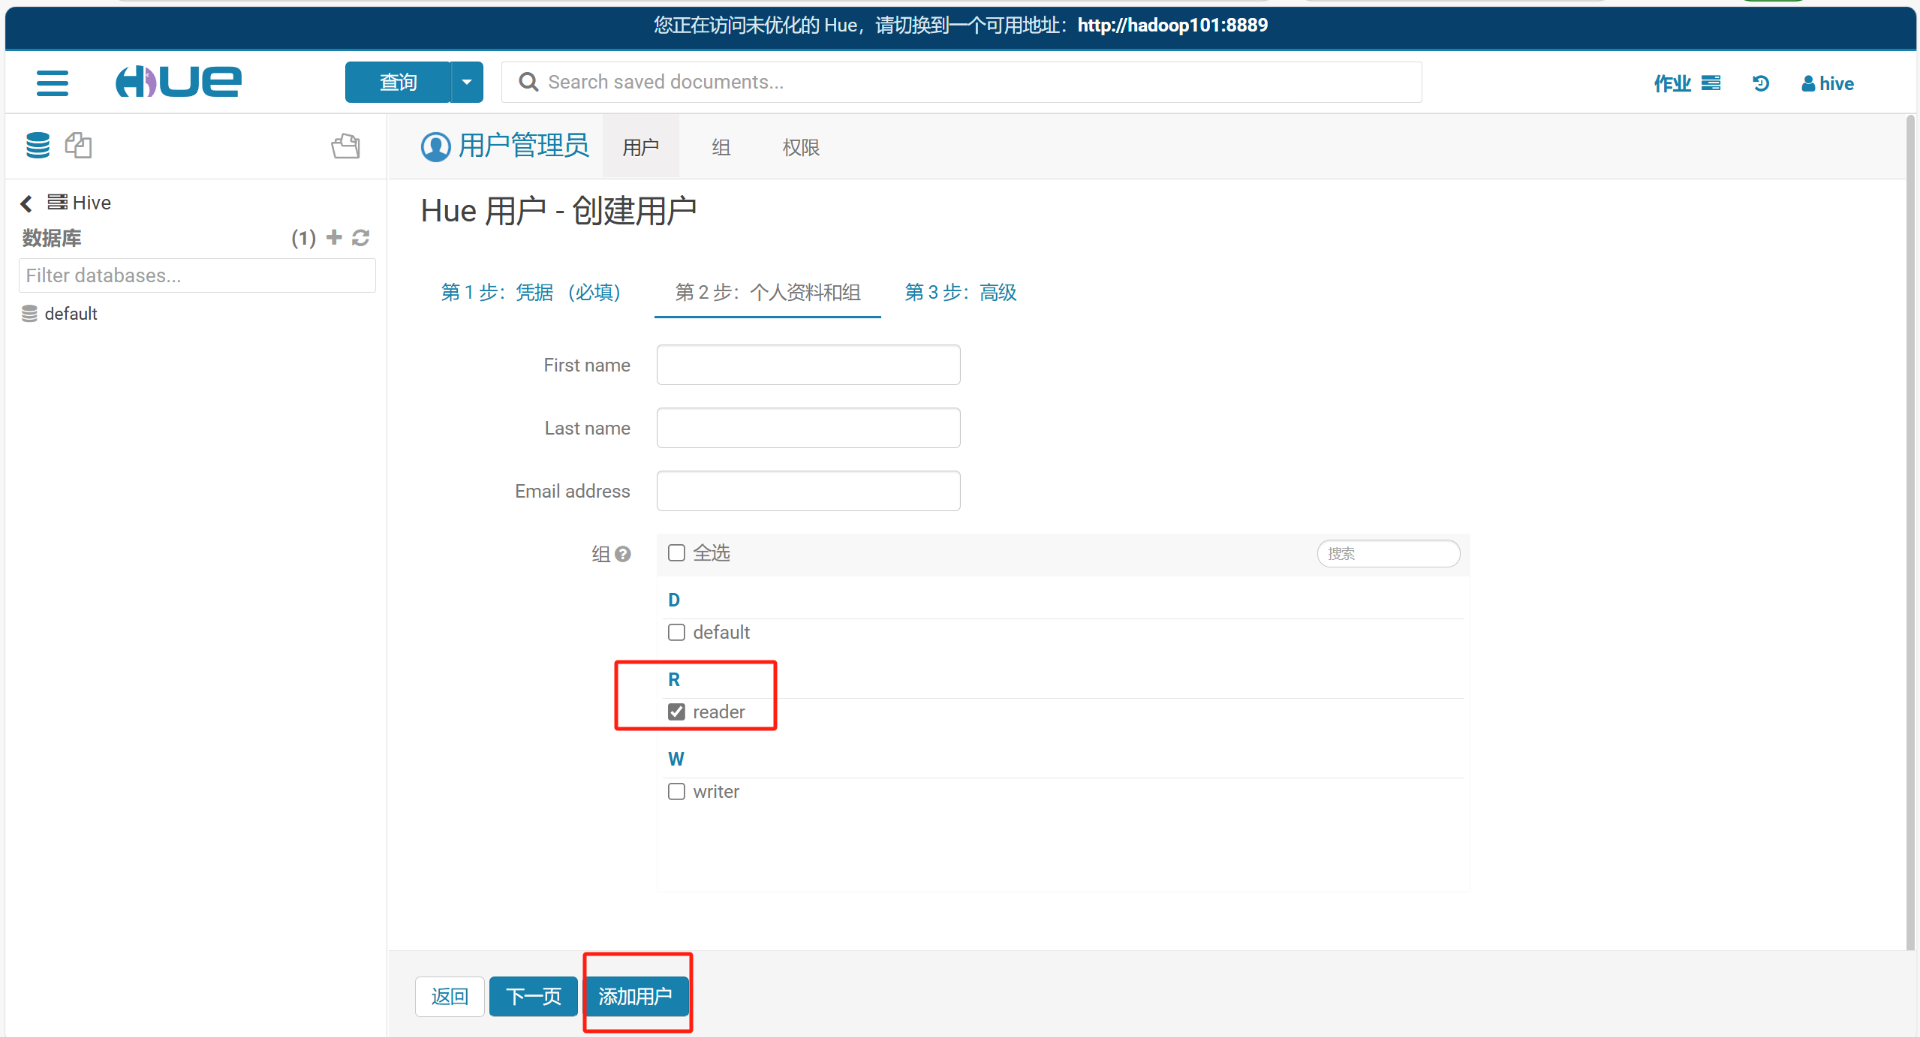 您正在访问未优化的 Hue，请切换到一个可用地址：http://hadoop101:8889
HUE
查询
Search saved documents...
作业
hive
用户管理员
用户
组
权限
Hive
数据库
(1)
Filter databases...
default
Hue 用户 - 创建用户
第 1 步：凭据 （必填）
第 2 步：个人资料和组
第 3 步：高级
First name
Last name
Email address
组
全选
搜索
D
default
R
reader
W
writer
返回
下一页
添加用户